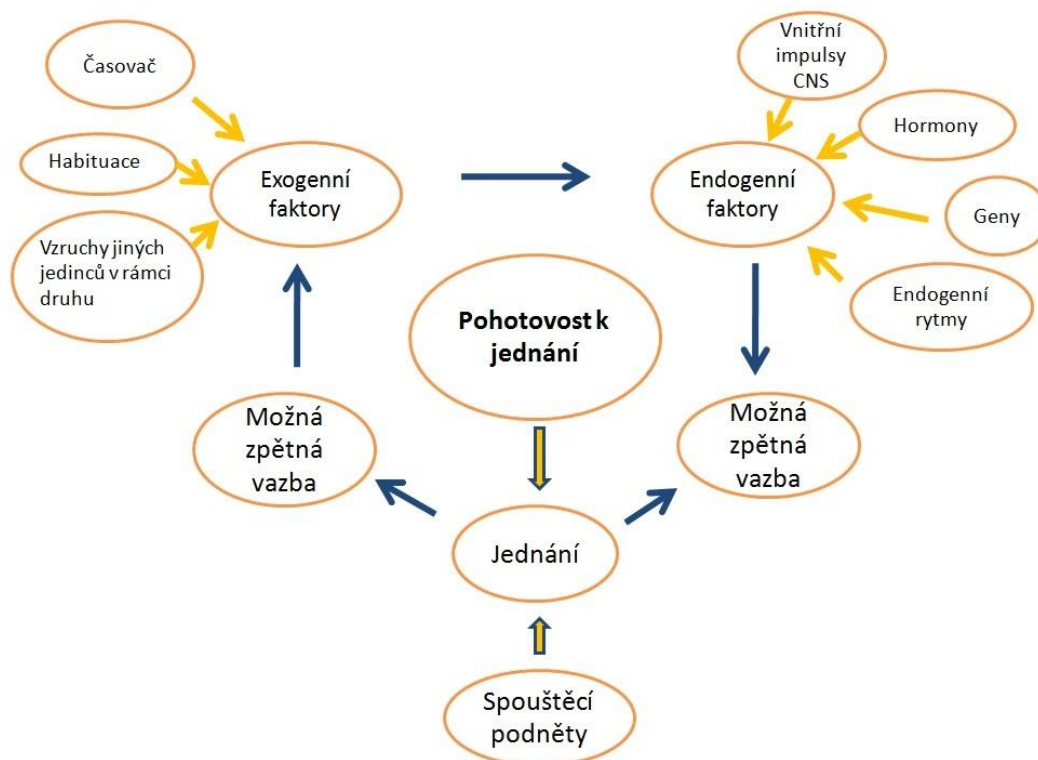 Časovač
Habituace
Vzruchy jiných
jedinců v rámci
druhu
Exogenní
faktory
Vnitřní
impulsy
CNS
Hormony
Endogenní
faktory
Geny
Endogenní
rytmy
Pohotovost k
jednání
Možná
zpětná
vazba
Možná
zpětná
vazba
Jednání
Spouštěcí
podněty